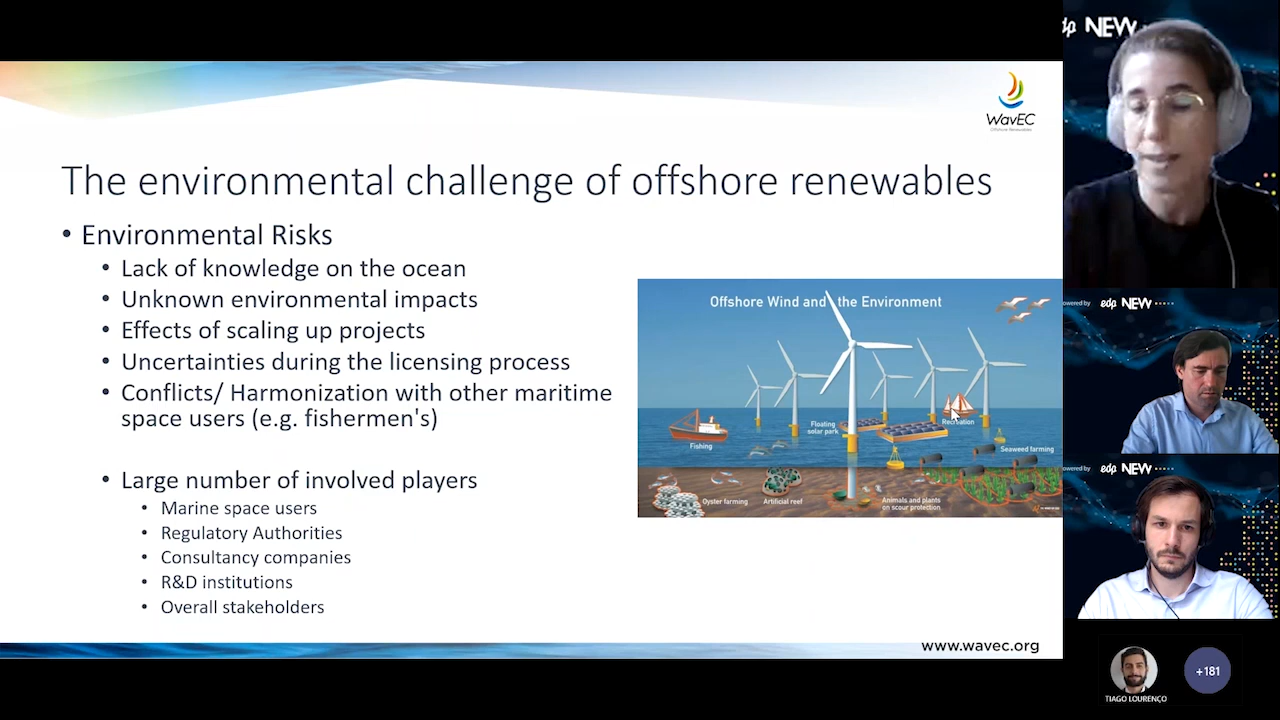 WavEC
Offshore Renewables
The environmental challenge of offshore renewables
• Environmental Risks
• Lack of knowledge on the ocean
• Unknown environmental impacts
• Effects of scaling up projects
• Uncertainties during the licensing process
• Conflicts/ Harmonization with other maritime
space users (e.g. fishermen's)
• Large number of involved players
• Marine space users
• Regulatory Authorities
• Consultancy companies
• R&D institutions
• Overall stakeholders
Offshore Wind and the Environment
Fishing
Floating
solar park
Recreation
Seaweed farming
Oyster farming
Artificial reef
Animals and plants
on scour protection
www.wavec.org
edp NEW
powered by edp NEW
powered by edp NEW
TIAGO LOURENÇO
+181